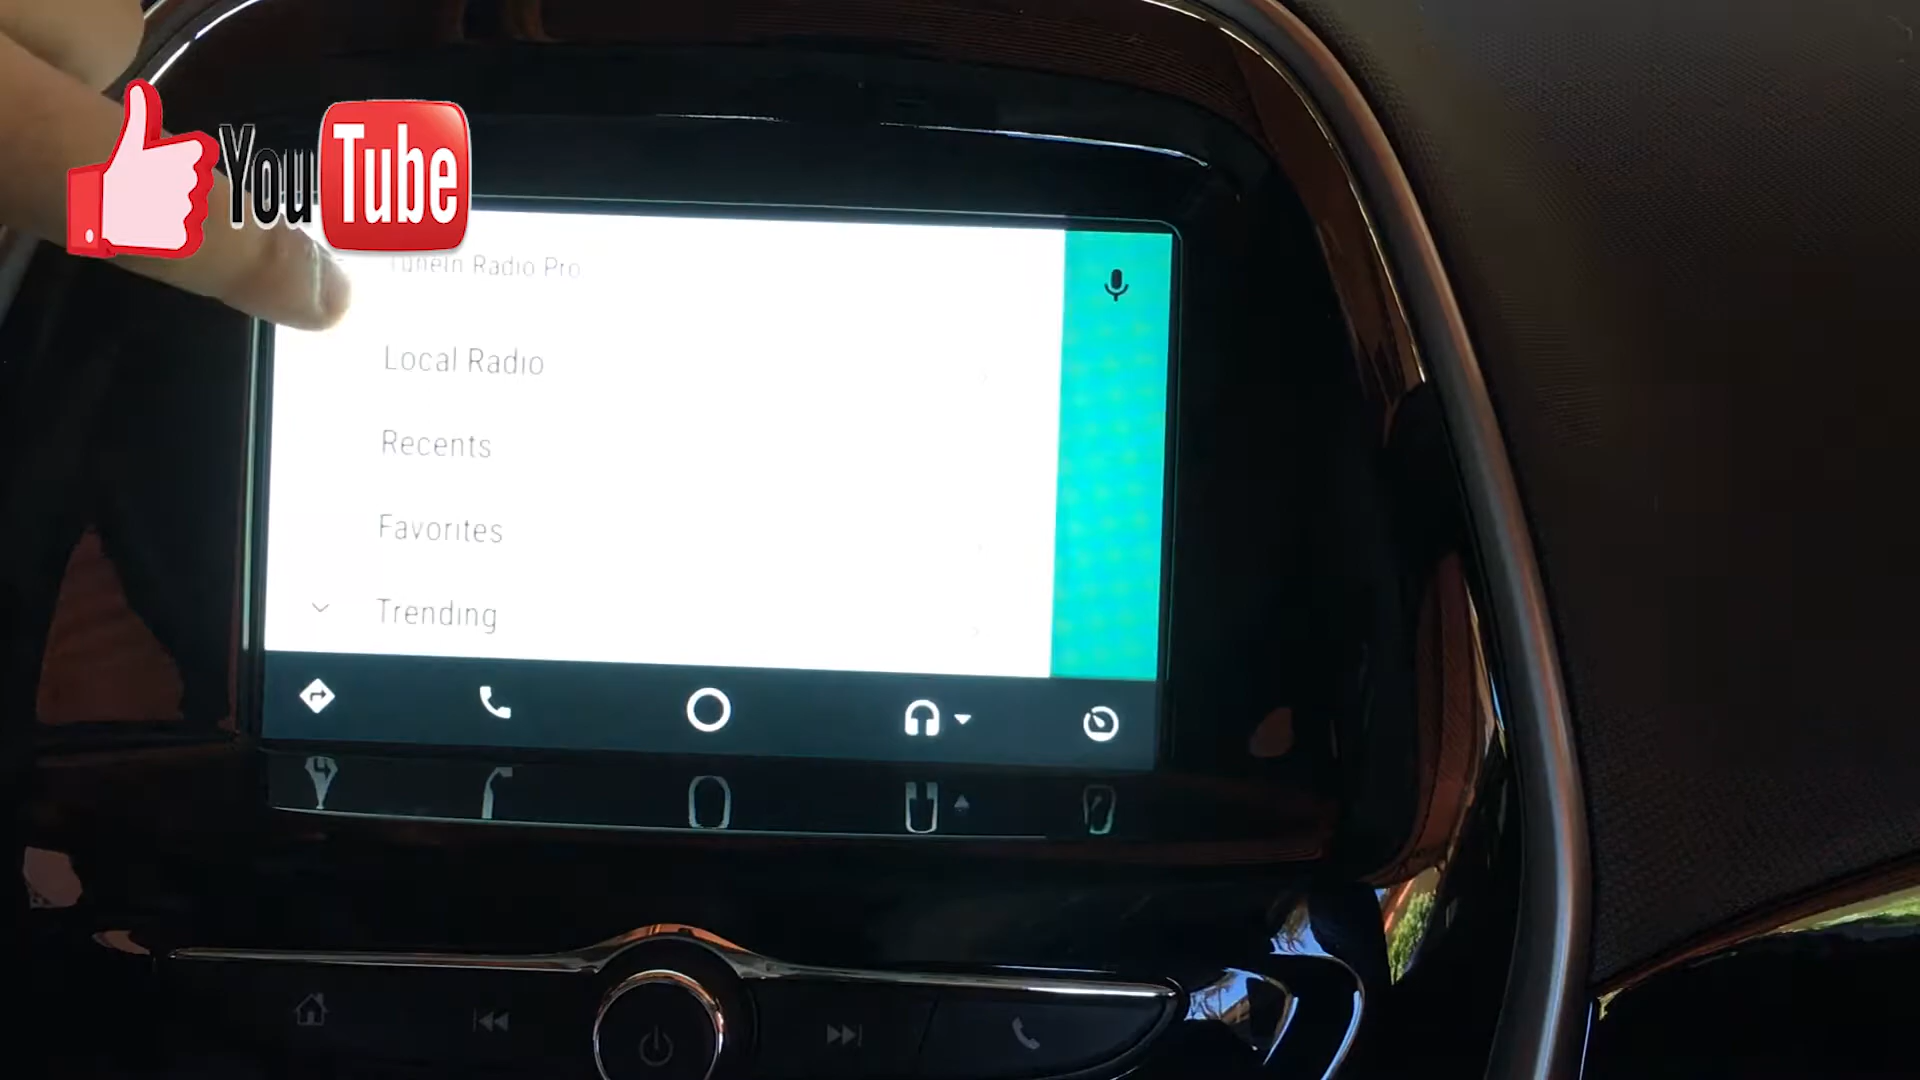 YouTube
TuneIn Radio Pro
Local Radio
Recents
Favorites
Trending